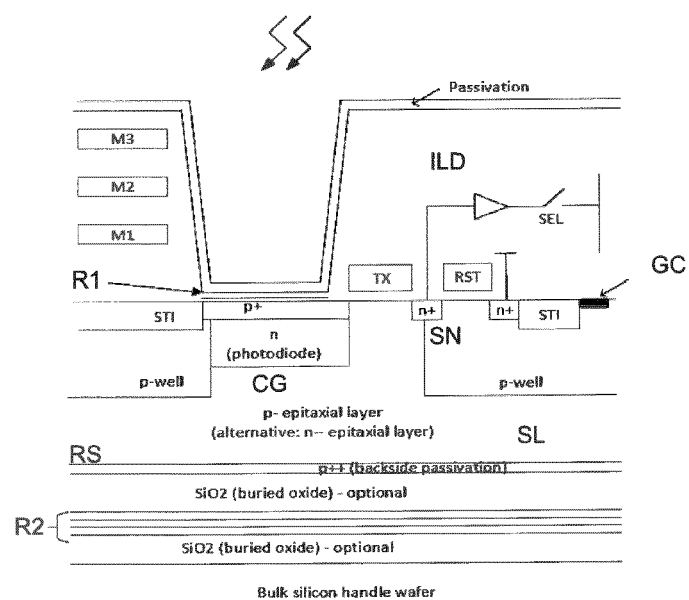 Passivation
M3
ILD
M2
SEL
M1
GC
R1
TX
RST
p+
n+
n+
STI
STI
SN
n
(photodiode)
p-well
CG
p-well
p- epitaxial layer
(alternative: n-- epitaxial layer)
SL
RS
p++ (backside passivation)
SiO2 (buried oxide) - optional
R2
SiO2 (buried oxide) - optional
Bulk silicon handle wafer